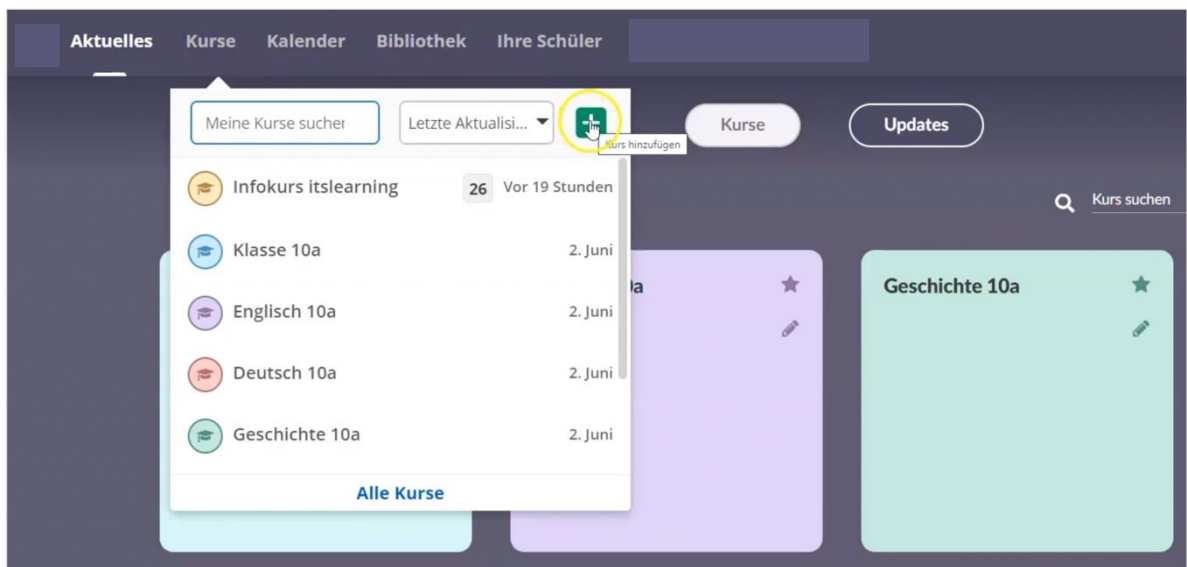 Aktuelles Kurse Kalender Bibliothek Ihre Schüler
Meine Kurse sucher
Letzte Aktualisi...
Kurs hinzufügen
Kurse
Updates
Infokurs itslearning 26 Vor 19 Stunden
Kurs suchen
Klasse 10a 2. Juni
Geschichte 10a
Englisch 10a 2. Juni
Deutsch 10a 2. Juni
Geschichte 10a 2. Juni
Alle Kurse